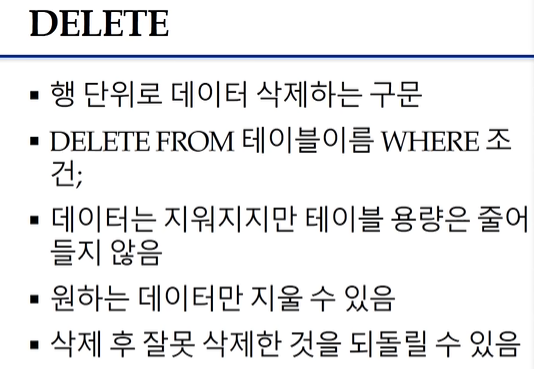 DELETE
▪ 행 단위로 데이터 삭제하는 구문
▪ DELETE FROM 테이블이름 WHERE 조
건;
▪ 데이터는 지워지지만 테이블 용량은 줄어
들지 않음
▪ 원하는 데이터만 지울 수 있음
▪ 삭제 후 잘못 삭제한 것을 되돌릴 수 있음